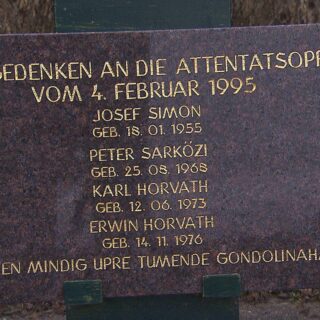 GEDENKEN AN DIE ATTENTATSOPF
VOM 4. FEBRUAR 1995
JOSEF SIMON
GEB. 18. 01. 1955
PETER SARKÖZI
GEB. 25. 08. 1968
KARL HORVATH
GEB. 12. 06. 1973
ERWIN HORVATH
GEB. 14. 11. 1976
EN MINDIG UPRE TUMENDE GONDOLINAHA